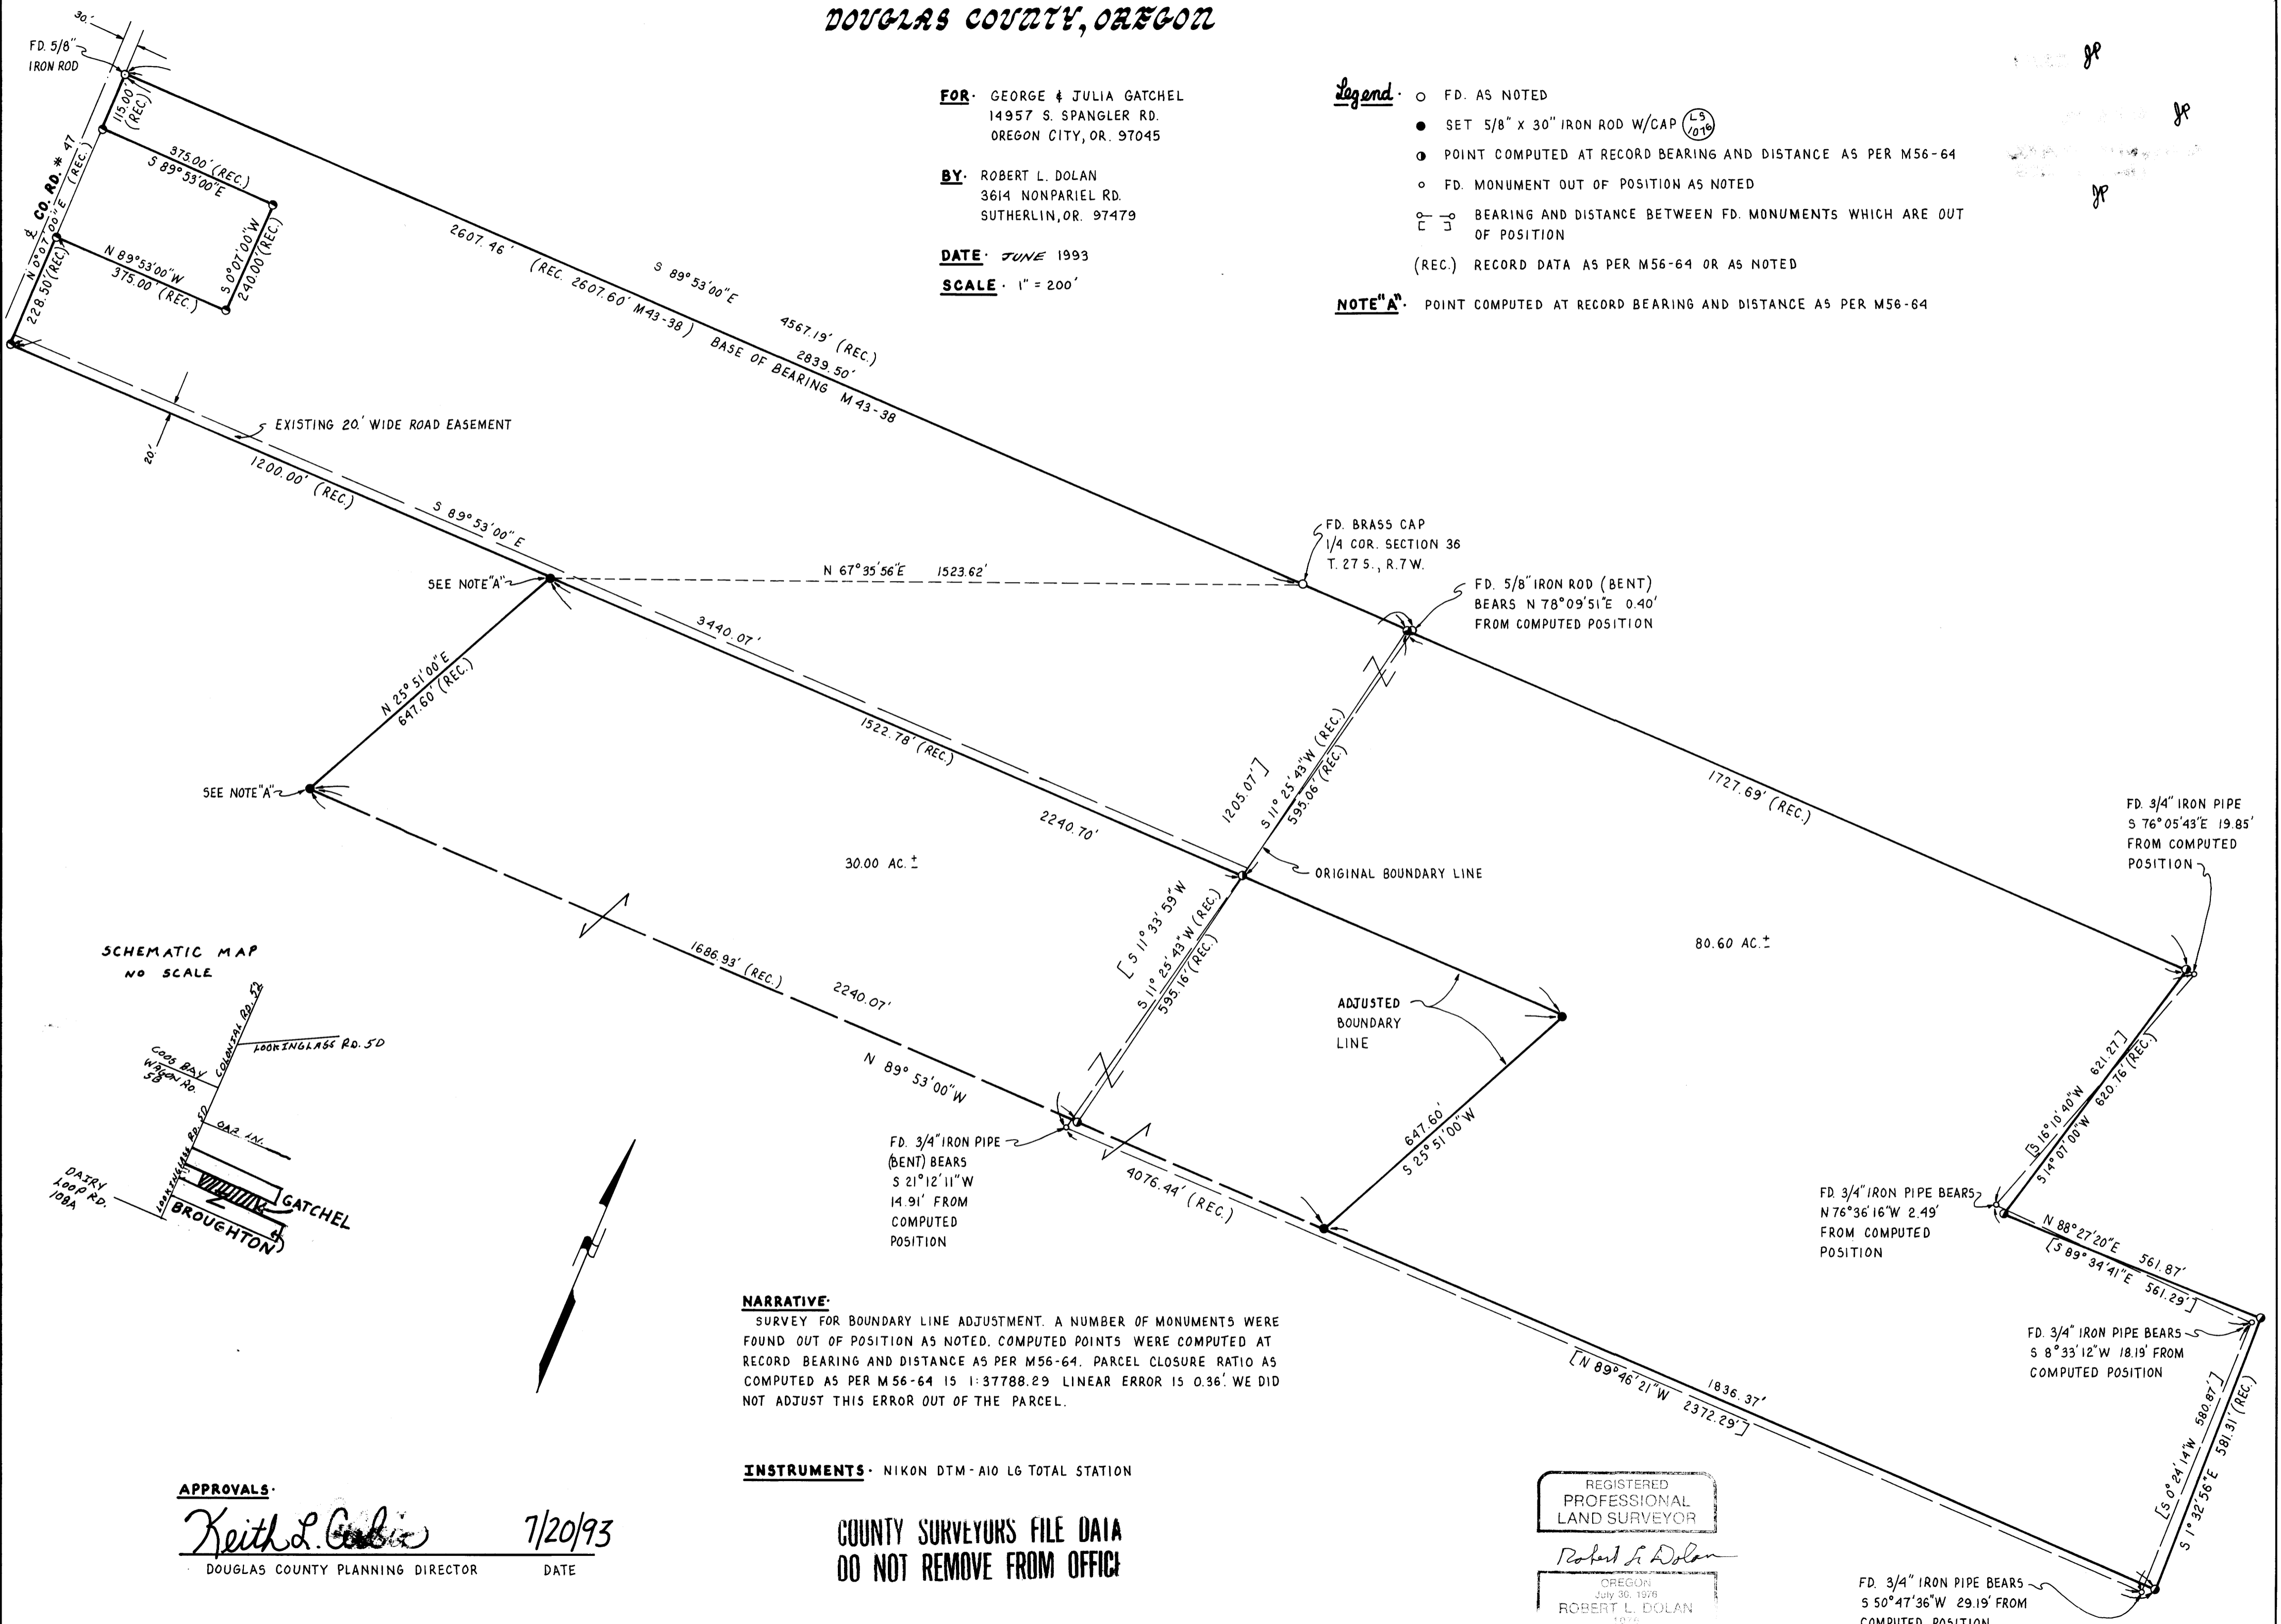 DOUGLAS COUNTY, OREGON
FOR· GEORGE & JULIA GATCHEL
14957 S. SPANGLER RD.
OREGON CITY, OR. 97045
BY· ROBERT L. DOLAN
3614 NONPARIEL RD.
SUTHERLIN, OR. 97479
DATE· JUNE 1993
SCALE· 1" = 200'
Legend·
FD. AS NOTED
SET 5/8" X 30" IRON ROD W/CAP LS 1076
POINT COMPUTED AT RECORD BEARING AND DISTANCE AS PER M56-64
FD. MONUMENT OUT OF POSITION AS NOTED
[ ] BEARING AND DISTANCE BETWEEN FD. MONUMENTS WHICH ARE OUT
OF POSITION
(REC.) RECORD DATA AS PER M56-64 OR AS NOTED
NOTE "A"· POINT COMPUTED AT RECORD BEARING AND DISTANCE AS PER M56-64
JP
JP
JP
30.'
FD. 5/8"
IRON ROD
115.00'
(REC.)
375.00' (REC.)
S 89°53'00"E
℄ CO. RD. # 47
N 0°07'00"E (REC.)
228.50' (REC.)
N 89°53'00"W
375.00' (REC.)
S 0°07'00"W
240.00' (REC.)
2607.46' (REC. 2607.60' M43-38) BASE OF BEARING M43-38
S 89°53'00"E
4567.19' (REC.)
2839.50'
20.'
EXISTING 20.' WIDE ROAD EASEMENT
1200.00' (REC.)
S 89°53'00"E
SEE NOTE "A"
N 67°35'56"E 1523.62'
FD. BRASS CAP
1/4 COR. SECTION 36
T. 27 S., R.7W.
FD. 5/8" IRON ROD (BENT)
BEARS N 78°09'51"E 0.40'
FROM COMPUTED POSITION
3440.07'
1522.78' (REC.)
2240.70'
N 25°51'00"E
647.60' (REC.)
SEE NOTE "A"
1205.07']
S 11°25'43"W (REC.)
595.06' (REC.)
ORIGINAL BOUNDARY LINE
1727.69' (REC.)
FD. 3/4" IRON PIPE
S 76°05'43"E 19.85'
FROM COMPUTED
POSITION
30.00 AC. ±
80.60 AC. ±
[S 11°33'59"W
S 11°25'43"W (REC.)
595.16' (REC.)
1686.93' (REC.)
2240.07'
N 89°53'00"W
ADJUSTED
BOUNDARY
LINE
647.60'
S 25°51'00"W
FD. 3/4" IRON PIPE
(BENT) BEARS
S 21°12'11"W
14.91' FROM
COMPUTED
POSITION
4076.44' (REC.)
[S 16°10'40"W 621.27']
S 14°07'00"W 620.76' (REC.)
FD. 3/4" IRON PIPE BEARS
N 76°36'16"W 2.49'
FROM COMPUTED
POSITION
N 88°27'20"E 561.87'
[S 89°34'41"E 561.29']
FD. 3/4" IRON PIPE BEARS
S 8°33'12"W 18.19' FROM
COMPUTED POSITION
1836.37'
[N 89°46'21"W 2372.29']
[S 0°24'14"W 580.87']
S 1°32'56"E 581.31' (REC.)
FD. 3/4" IRON PIPE BEARS
S 50°47'36"W 29.19' FROM
COMPUTED POSITION
SCHEMATIC MAP
NO SCALE
COLONIAL RD. 52
LOOKINGLASS RD. 5D
COOS BAY
WAGON RD.
5B
LOOKINGLASS RD. 5D
OAR LN.
DAIRY
LOOP RD.
108A
GATCHEL
BROUGHTON
NARRATIVE·
SURVEY FOR BOUNDARY LINE ADJUSTMENT. A NUMBER OF MONUMENTS WERE
FOUND OUT OF POSITION AS NOTED. COMPUTED POINTS WERE COMPUTED AT
RECORD BEARING AND DISTANCE AS PER M56-64. PARCEL CLOSURE RATIO AS
COMPUTED AS PER M56-64 IS 1:37788.29 LINEAR ERROR IS 0.36'. WE DID
NOT ADJUST THIS ERROR OUT OF THE PARCEL.
INSTRUMENTS· NIKON DTM-A10 LG TOTAL STATION
APPROVALS·
Keith L. 7/20/93
DOUGLAS COUNTY PLANNING DIRECTOR DATE
COUNTY SURVEYORS FILE DATA
DO NOT REMOVE FROM OFFICE
REGISTERED
PROFESSIONAL
LAND SURVEYOR
Robert L. Dolan
OREGON
July 30, 1976
ROBERT L. DOLAN
1076